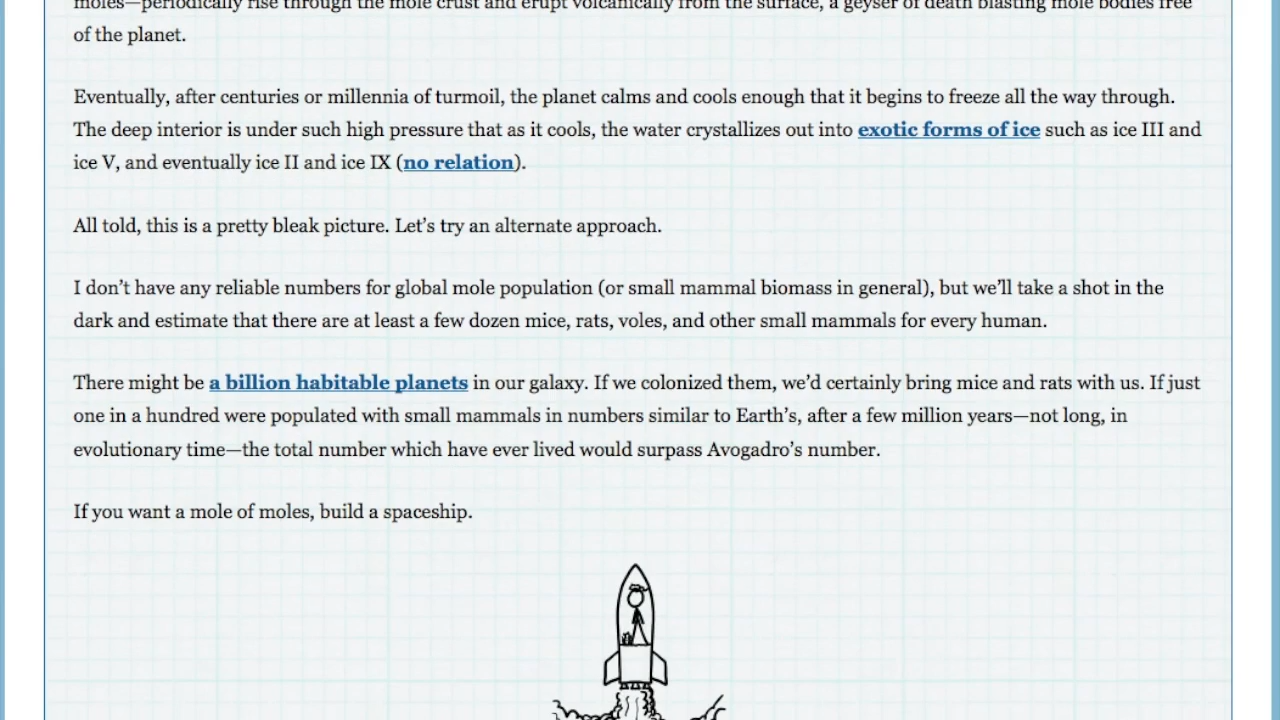 moles—periodically rise through the mole crust and erupt volcanically from the surface, a geyser of death blasting mole bodies free
of the planet.
Eventually, after centuries or millennia of turmoil, the planet calms and cools enough that it begins to freeze all the way through.
The deep interior is under such high pressure that as it cools, the water crystallizes out into exotic forms of ice such as ice III and
ice V, and eventually ice II and ice IX (no relation).
All told, this is a pretty bleak picture. Let’s try an alternate approach.
I don’t have any reliable numbers for global mole population (or small mammal biomass in general), but we’ll take a shot in the
dark and estimate that there are at least a few dozen mice, rats, voles, and other small mammals for every human.
There might be a billion habitable planets in our galaxy. If we colonized them, we’d certainly bring mice and rats with us. If just
one in a hundred were populated with small mammals in numbers similar to Earth’s, after a few million years—not long, in
evolutionary time—the total number which have ever lived would surpass Avogadro’s number.
If you want a mole of moles, build a spaceship.